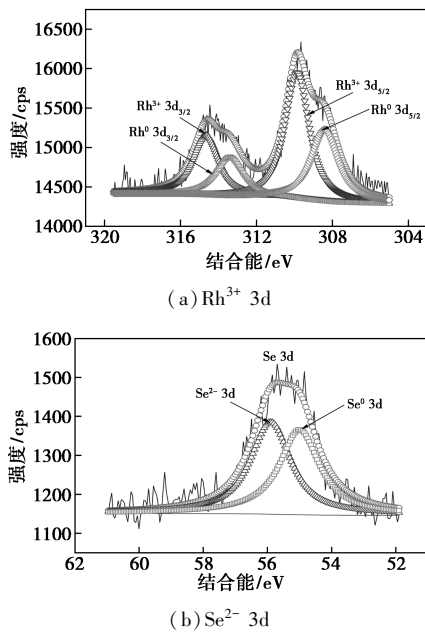 16500
16000
15500
15000
14500
14000
强度/cps
Rh³⁺ 3d₃/₂
Rh⁰ 3d₃/₂
Rh³⁺ 3d₅/₂
Rh⁰ 3d₅/₂
320 316 312 308 304
结合能/eV
(a)Rh³⁺ 3d
1600
1500
1400
1300
1200
1100
强度/cps
Se 3d
Se²⁻ 3d
Se⁰ 3d
62 60 58 56 54 52
结合能/eV
(b)Se²⁻ 3d